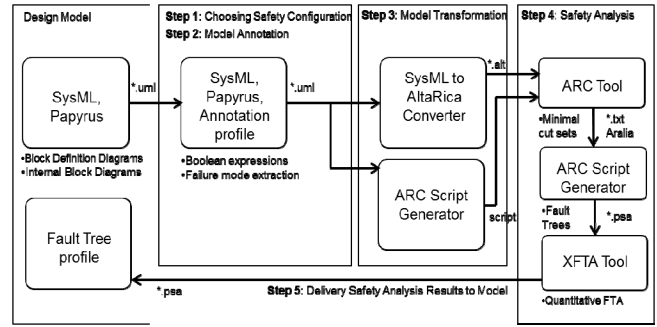 Design Model
SysML,
Papyrus
•Block Definition Diagrams
•Internal Block Diagrams
Fault Tree
profile
*.uml
Step 1: Choosing Safety Configuration
Step 2: Model Annotation
SysML,
Papyrus,
Annotation
profile
•Boolean expressions
•Failure mode extraction
*.uml
Step 3: Model Transformation
SysML to
AltaRica
Converter
ARC Script
Generator
*.alt
script
Step 4: Safety Analysis
ARC Tool
•Minimal
cut sets
*.txt
Aralia
ARC Script
Generator
•Fault
Trees
*.psa
XFTA Tool
•Quantitative FTA
Step 5: Delivery Safety Analysis Results to Model
*.psa